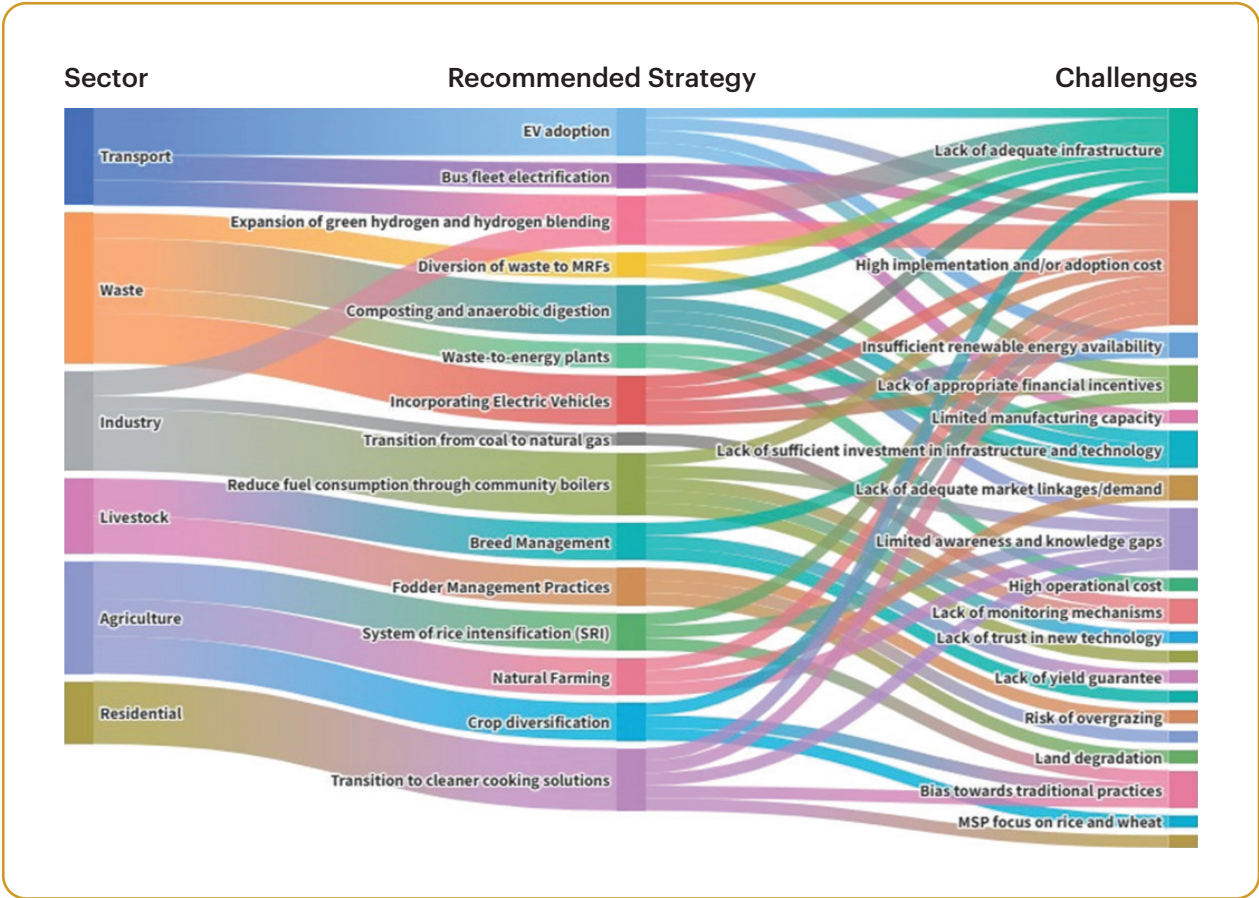 Sector
Recommended Strategy
Challenges
Transport
Waste
Industry
Livestock
Agriculture
Residential
EV adoption
Bus fleet electrification
Expansion of green hydrogen and hydrogen blending
Diversion of waste to MRFs
Composting and anaerobic digestion
Waste-to-energy plants
Incorporating Electric Vehicles
Transition from coal to natural gas
Reduce fuel consumption through community boilers
Breed Management
Fodder Management Practices
System of rice intensification (SRI)
Natural Farming
Crop diversification
Transition to cleaner cooking solutions
Lack of adequate infrastructure
High implementation and/or adoption cost
Insufficient renewable energy availability
Lack of appropriate financial incentives
Limited manufacturing capacity
Lack of sufficient investment in infrastructure and technology
Lack of adequate market linkages/demand
Limited awareness and knowledge gaps
High operational cost
Lack of monitoring mechanisms
Lack of trust in new technology
Lack of yield guarantee
Risk of overgrazing
Land degradation
Bias towards traditional practices
MSP focus on rice and wheat